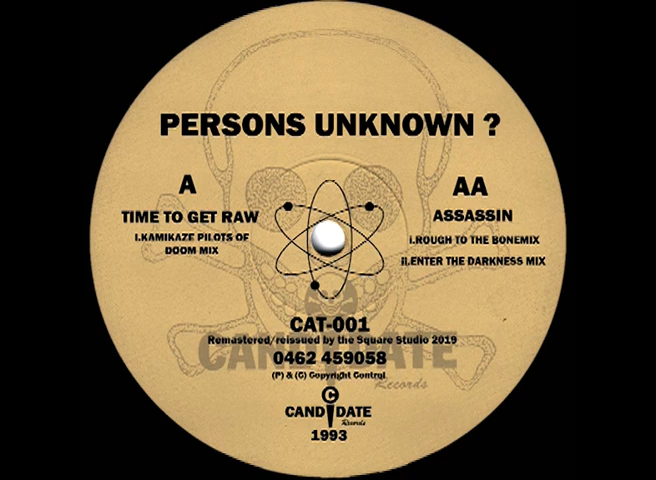 PERSONS UNKNOWN ?
A
TIME TO GET RAW
i.KAMIKAZE PILOTS OF
DOOM MIX
AA
ASSASSIN
i.ROUGH TO THE BONEMIX
ii.ENTER THE DARKNESS MIX
CAT-001
Remastered/reissued by the Square Studio 2019
CANDIDATE
Records
0462 459058
(P) & (C) Copyright Control
C
CANDIDATE
Records
1993